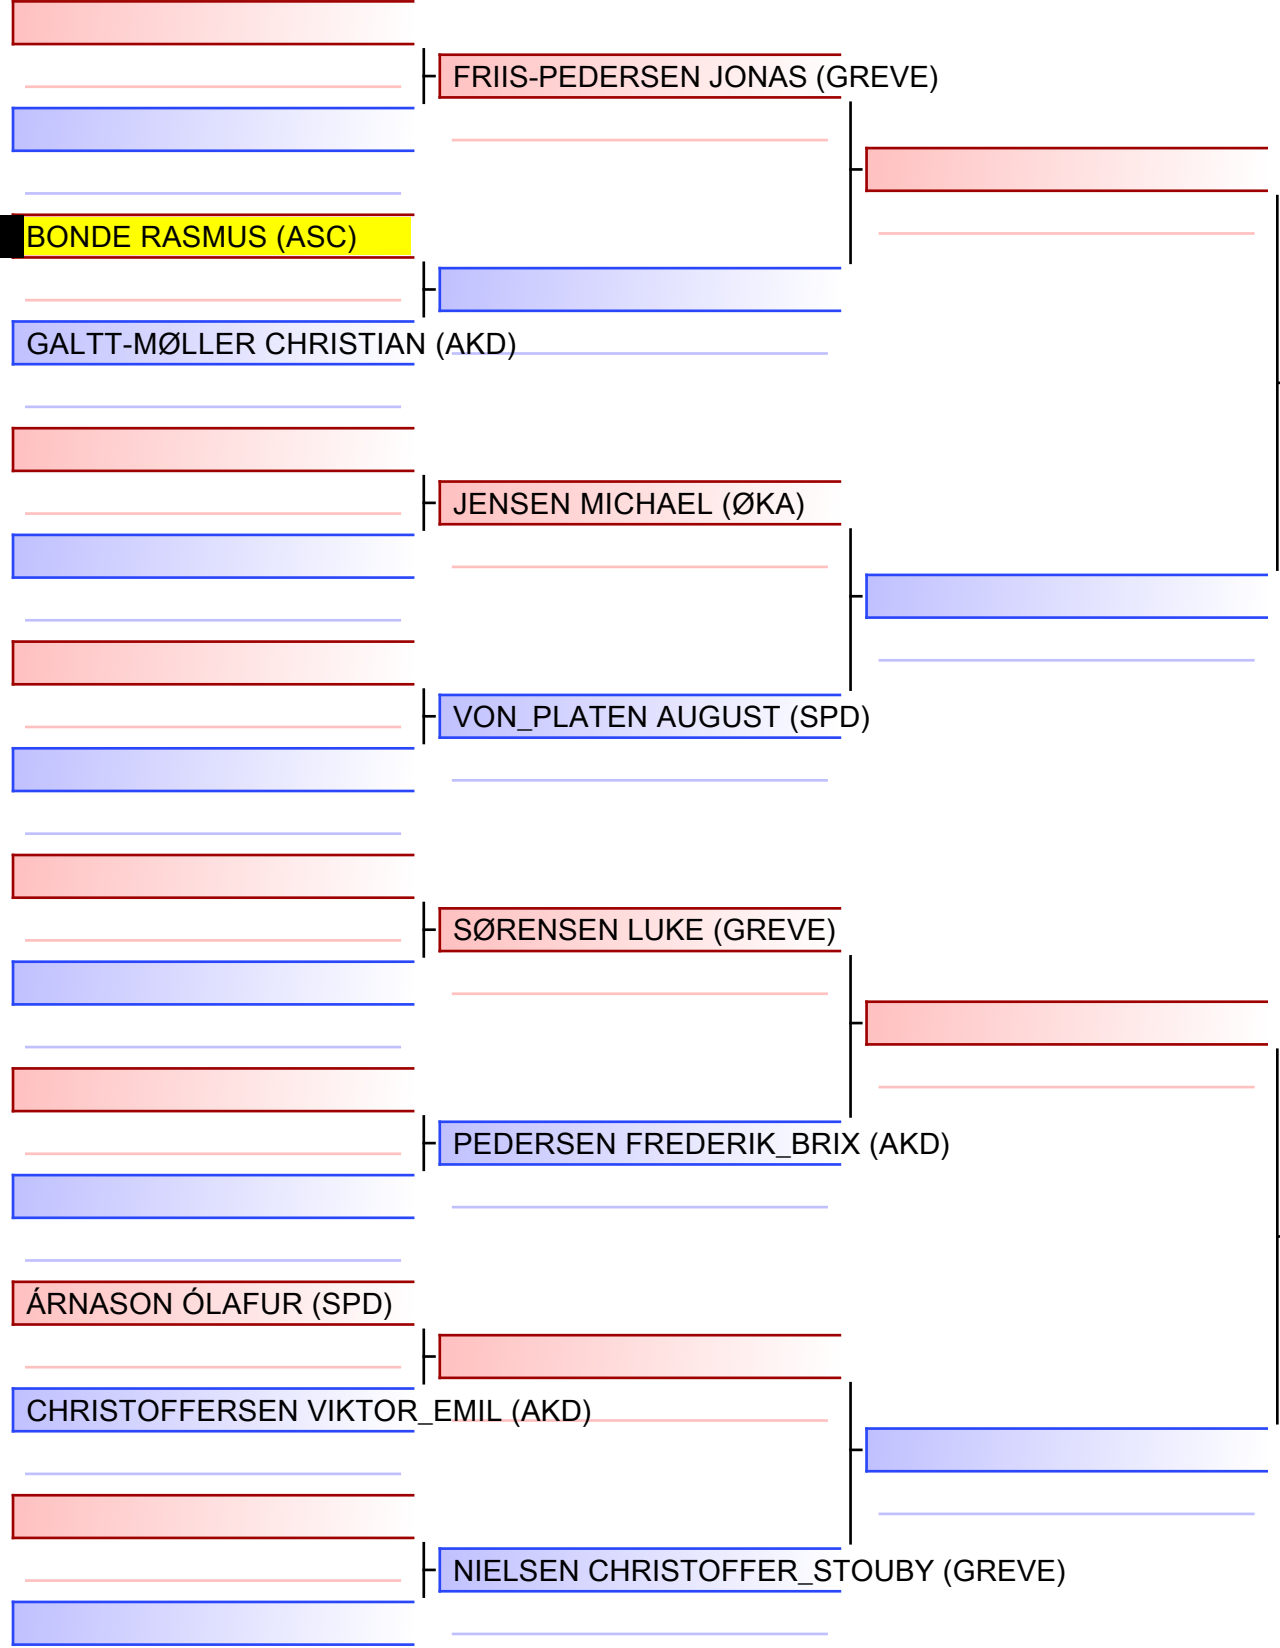 FRIIS-PEDERSEN JONAS (GREVE)
BONDE RASMUS (ASC)
GALTT-MØLLER CHRISTIAN (AKD)
JENSEN MICHAEL (ØKA)
VON_PLATEN AUGUST (SPD)
SØRENSEN LUKE (GREVE)
PEDERSEN FREDERIK_BRIX (AKD)
ÁRNASON ÓLAFUR (SPD)
CHRISTOFFERSEN VIKTOR_EMIL (AKD)
NIELSEN CHRISTOFFER_STOUBY (GREVE)